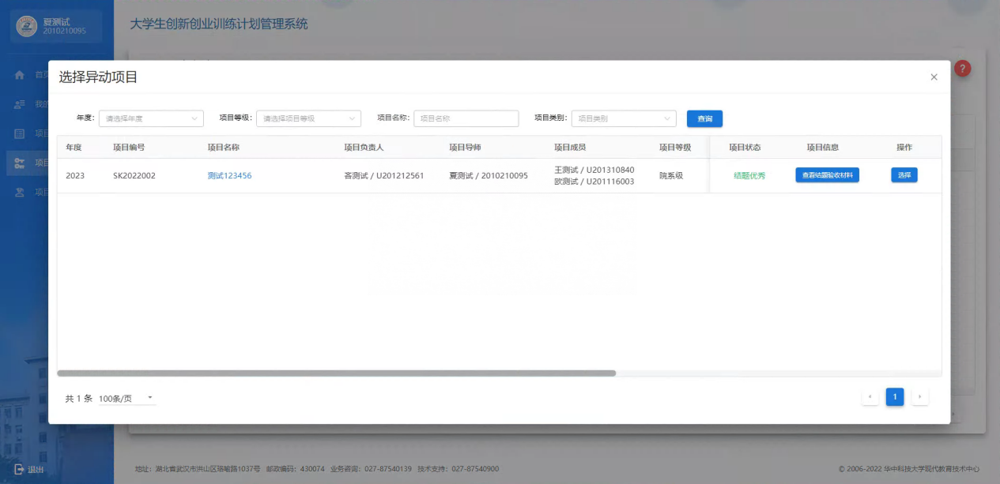 夏测试
2010210095
大学生创新创业训练计划管理系统
首页
我的
项目
项目
项目
退出
?
选择异动项目
×
年度: 请选择年度 项目等级: 请选择项目等级 项目名称: 项目名称 项目类别: 项目类别 查询
年度 项目编号 项目名称 项目负责人 项目导师 项目成员 项目等级 项目状态 项目信息 操作
2023 SK2022002 测试123456 吝测试 / U201212561 夏测试 / 2010210095 王测试 / U201310840 院系级 结题优秀 查看结题验收材料 选择
欧测试 / U201116003
共 1 条 100条/页 1
地址: 湖北省武汉市洪山区珞喻路1037号 邮政编码: 430074 业务咨询: 027-87540139 技术支持: 027-87540900
© 2006-2022 华中科技大学现代教育技术中心